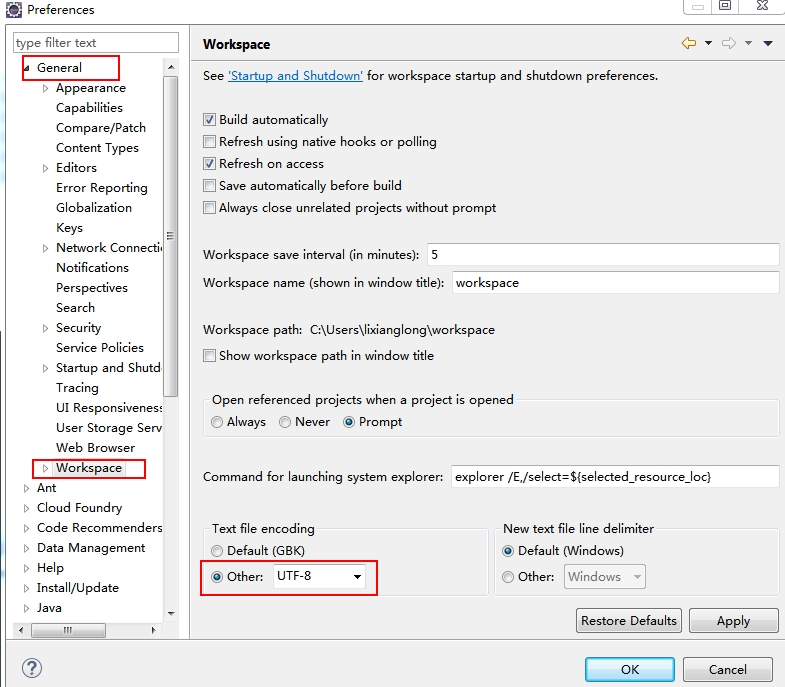 Preferences
type filter text
General
Appearance
Capabilities
Compare/Patch
Content Types
Editors
Error Reporting
Globalization
Keys
Network Connectio
Notifications
Perspectives
Search
Security
Service Policies
Startup and Shutd
Tracing
UI Responsiveness
User Storage Serv
Web Browser
Workspace
Ant
Cloud Foundry
Code Recommenders
Data Management
Help
Install/Update
Java
Workspace
See 'Startup and Shutdown' for workspace startup and shutdown preferences.
Build automatically
Refresh using native hooks or polling
Refresh on access
Save automatically before build
Always close unrelated projects without prompt
Workspace save interval (in minutes): 5
Workspace name (shown in window title): workspace
Workspace path: C:\Users\lixianglong\workspace
Show workspace path in window title
Open referenced projects when a project is opened
Always Never Prompt
Command for launching system explorer: explorer /E,/select=${selected_resource_loc}
Text file encoding
Default (GBK)
Other: UTF-8
New text file line delimiter
Default (Windows)
Other: Windows
Restore Defaults Apply
? OK Cancel